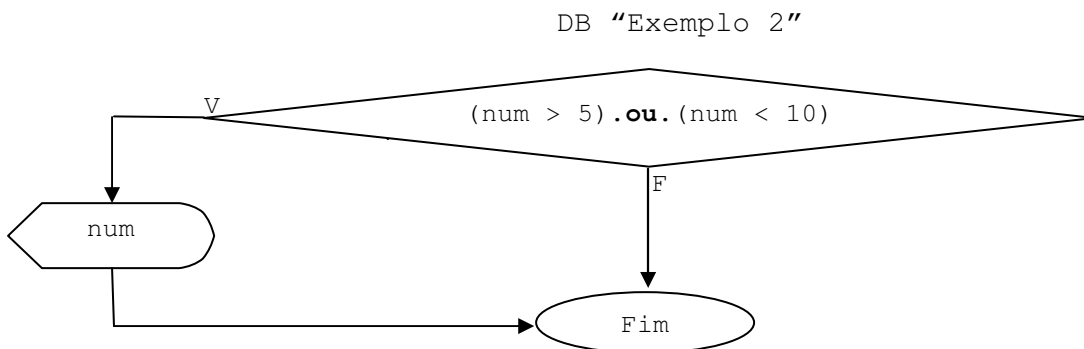 DB “Exemplo 2”
V
(num > 5).ou.(num < 10)
F
num
Fim